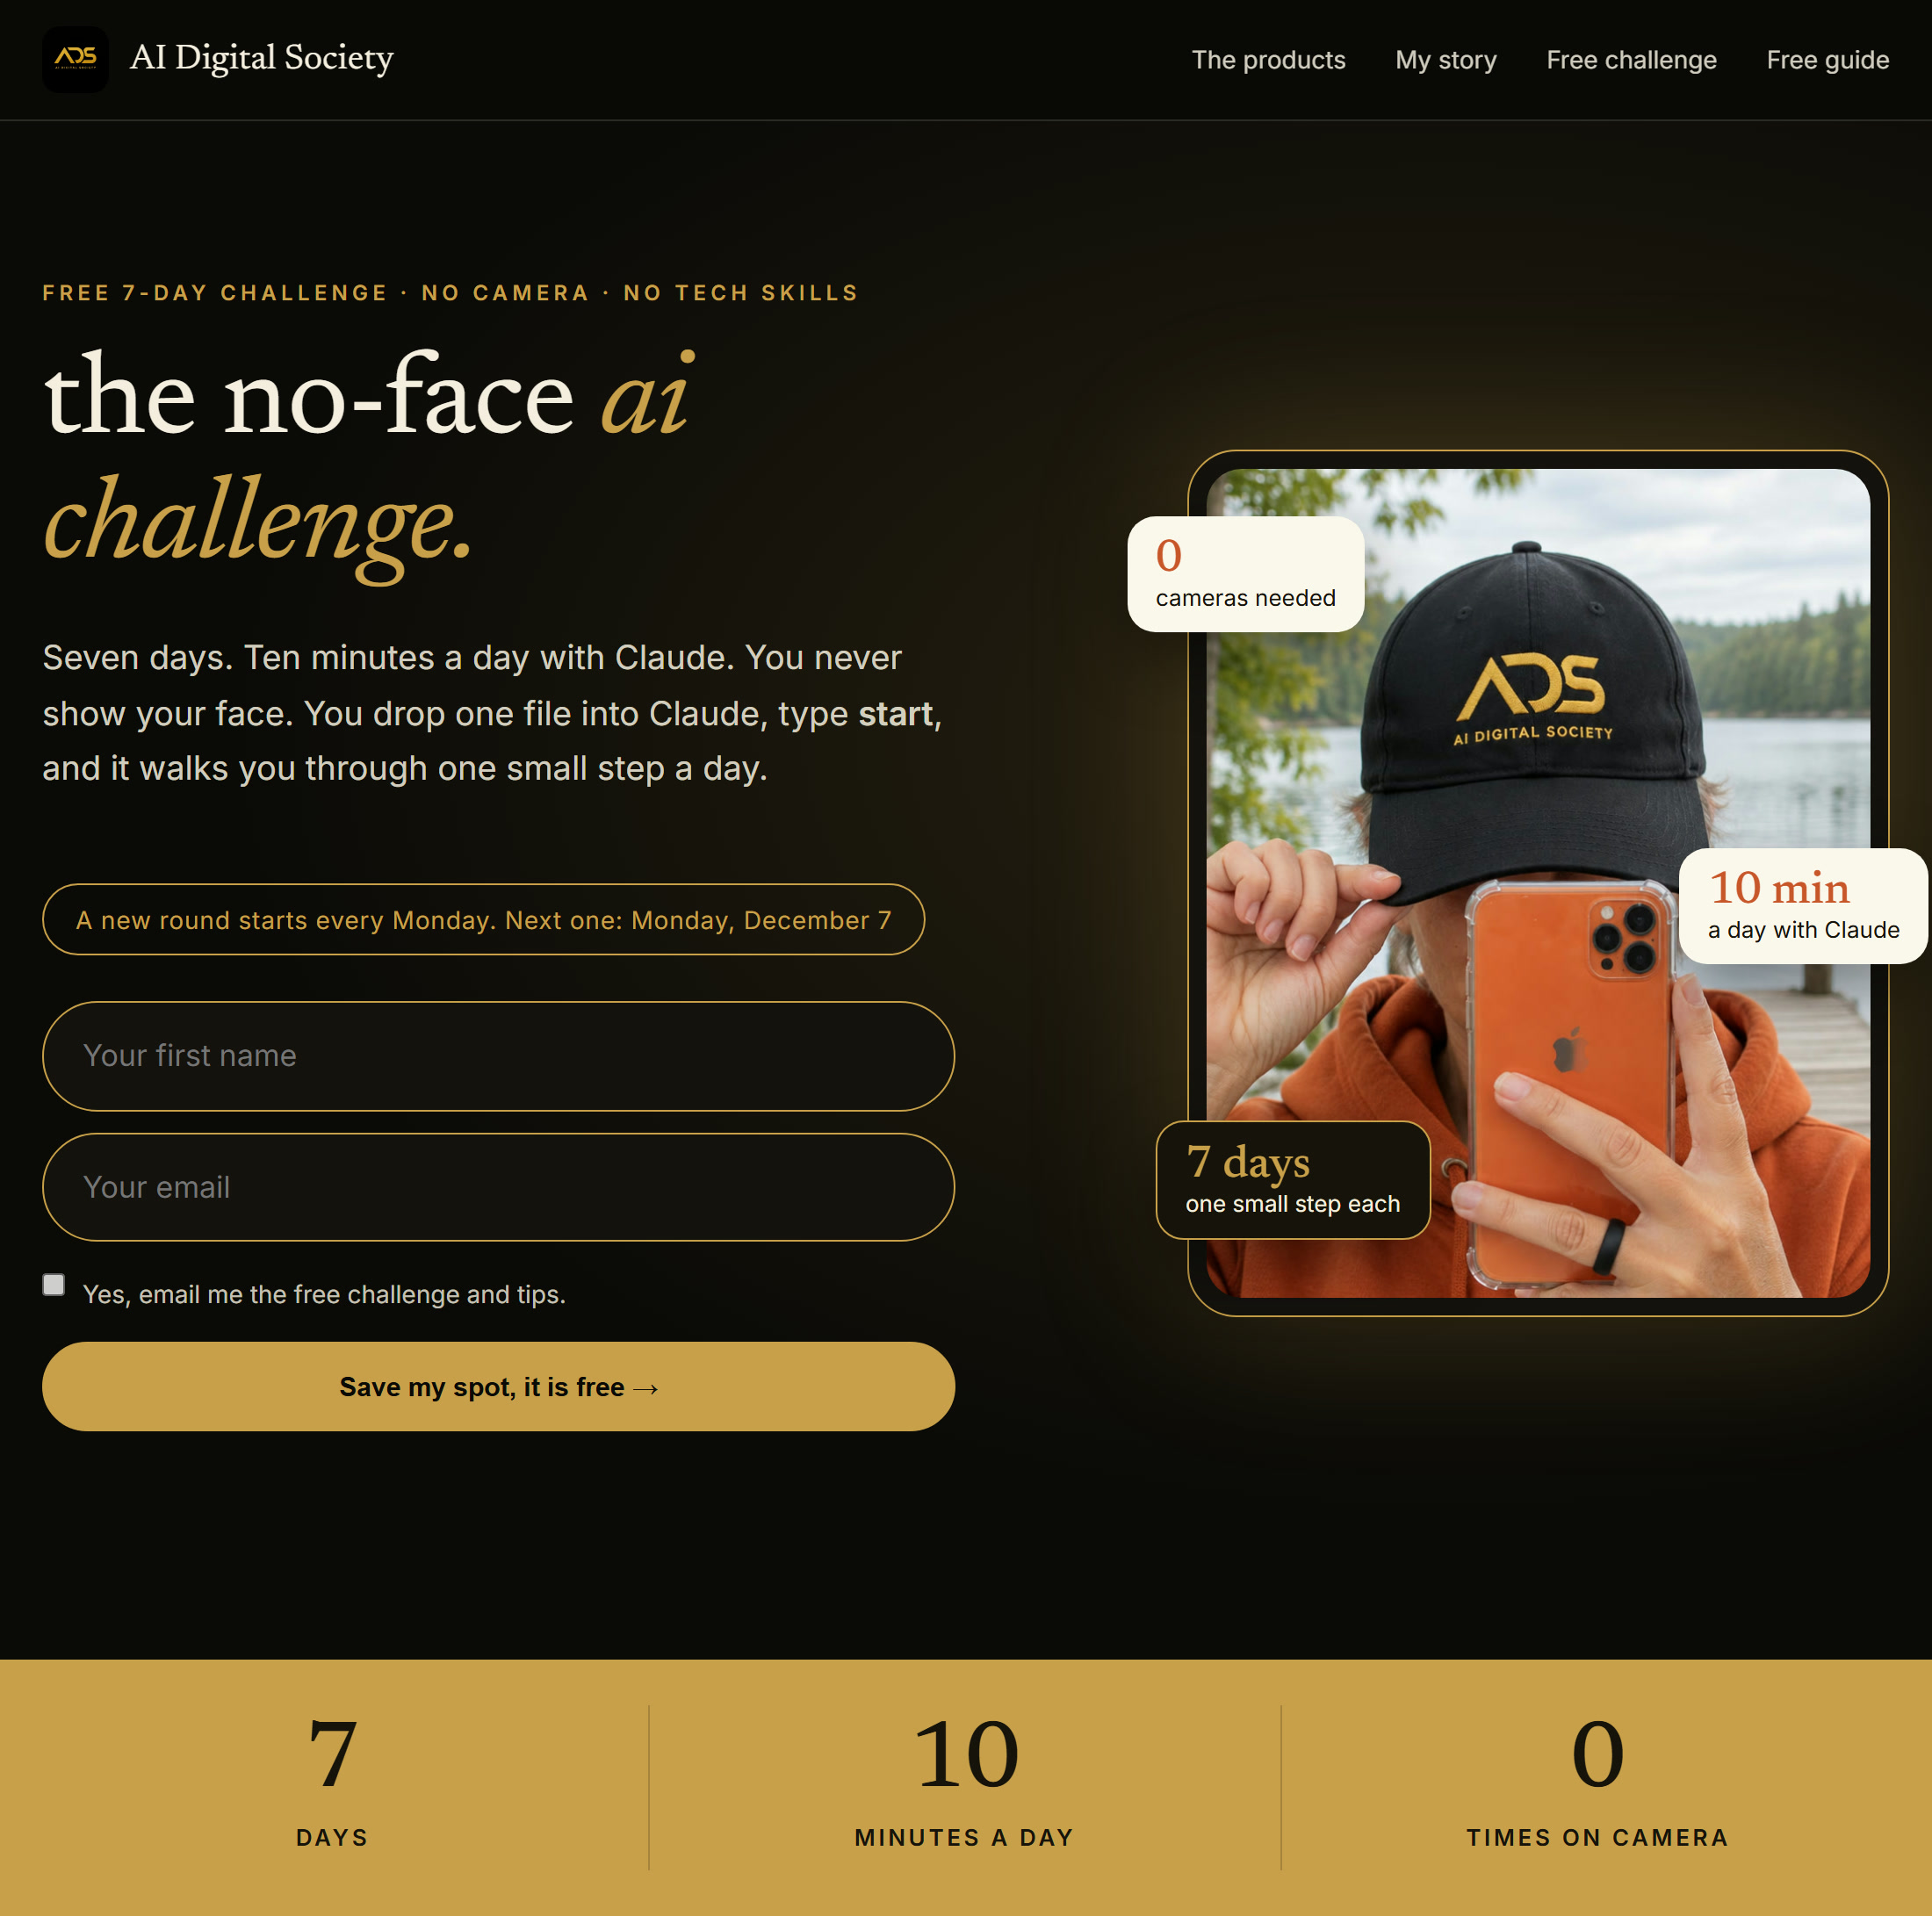 ADS
AI DIGITAL SOCIETY
AI Digital Society
The products
My story
Free challenge
Free guide
FREE 7-DAY CHALLENGE · NO CAMERA · NO TECH SKILLS
the no-face ai
challenge.
Seven days. Ten minutes a day with Claude. You never
show your face. You drop one file into Claude, type start,
and it walks you through one small step a day.
A new round starts every Monday. Next one: Monday, December 7
Your first name
Your email
Yes, email me the free challenge and tips.
Save my spot, it is free →
0
cameras needed
ADS
AI DIGITAL SOCIETY
10 min
a day with Claude
7 days
one small step each
7
DAYS
10
MINUTES A DAY
0
TIMES ON CAMERA